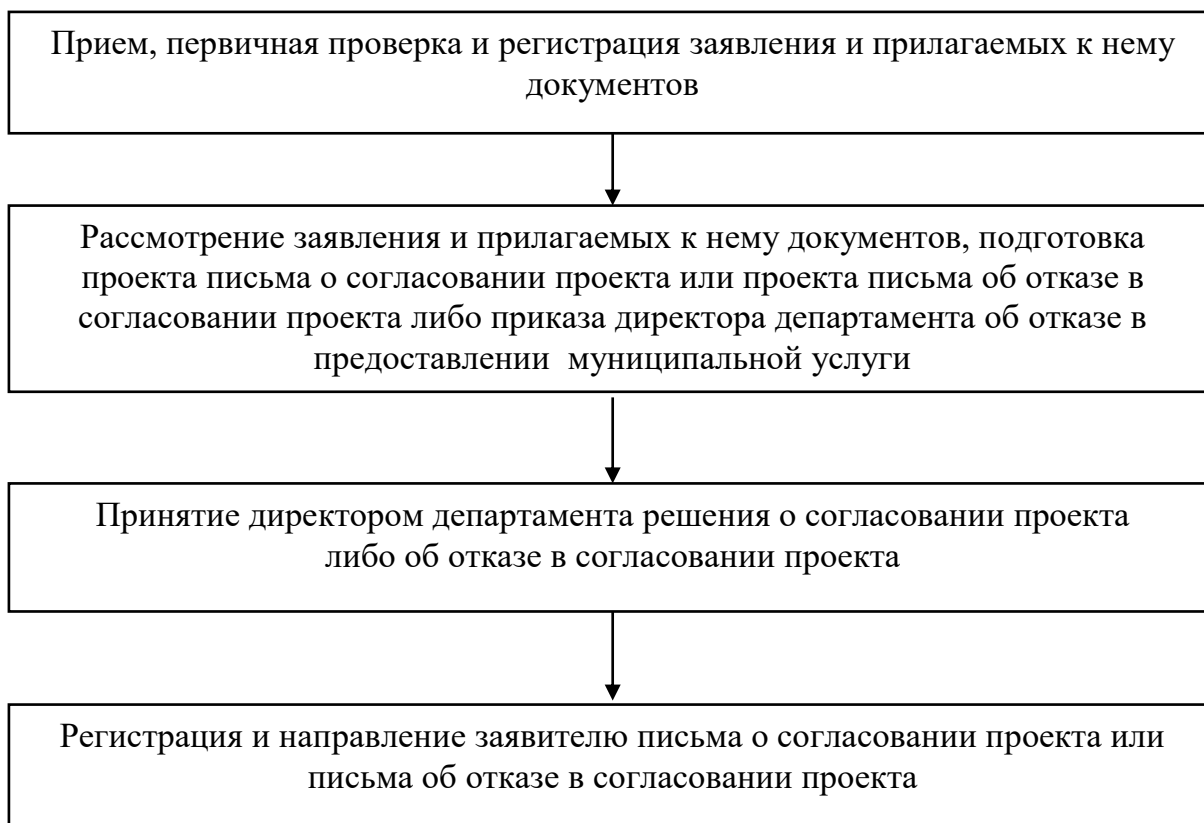 Прием, первичная проверка и регистрация заявления и прилагаемых к нему
документов
Рассмотрение заявления и прилагаемых к нему документов, подготовка
проекта письма о согласовании проекта или проекта письма об отказе в
согласовании проекта либо приказа директора департамента об отказе в
предоставлении  муниципальной услуги
Принятие директором департамента решения о согласовании проекта
либо об отказе в согласовании проекта
Регистрация и направление заявителю письма о согласовании проекта или
письма об отказе в согласовании проекта